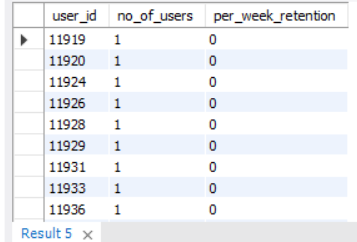 user_id no_of_users per_week_retention
11919 1 0
11920 1 0
11924 1 0
11926 1 0
11928 1 0
11929 1 0
11931 1 0
11933 1 0
11936 1 0
Result 5 ×